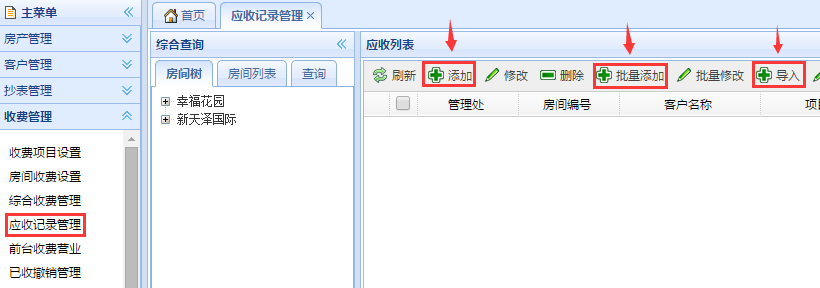 主菜单
房产管理
客户管理
抄表管理
收费管理
收费项目设置
房间收费设置
综合收费管理
应收记录管理
前台收费营业
已收撤销管理
首页 应收记录管理
综合查询
房间树 房间列表 查询
幸福花园
新天泽国际
应收列表
刷新 添加 修改 删除 批量添加 批量修改 导入
管理处 房间编号 客户名称